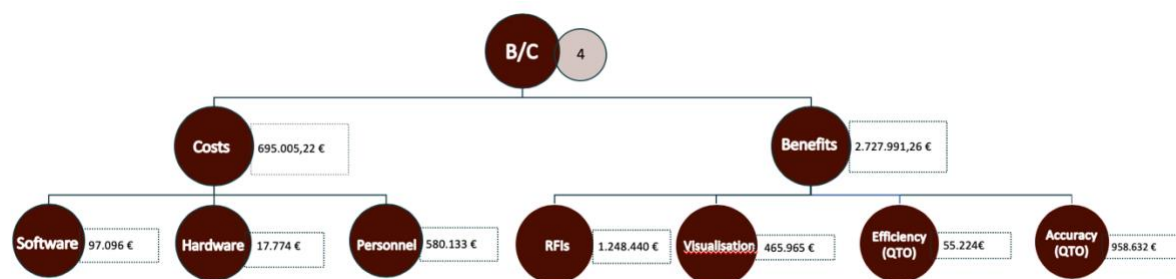 B/C
4
Costs
695.005,22 €
Benefits
2.727.991,26 €
Software
97.096 €
Hardware
17.774 €
Personnel
580.133 €
RFIs
1.248.440 €
Visualisation
465.965 €
Efficiency
(QTO)
55.224€
Accuracy
(QTO)
958.632 €